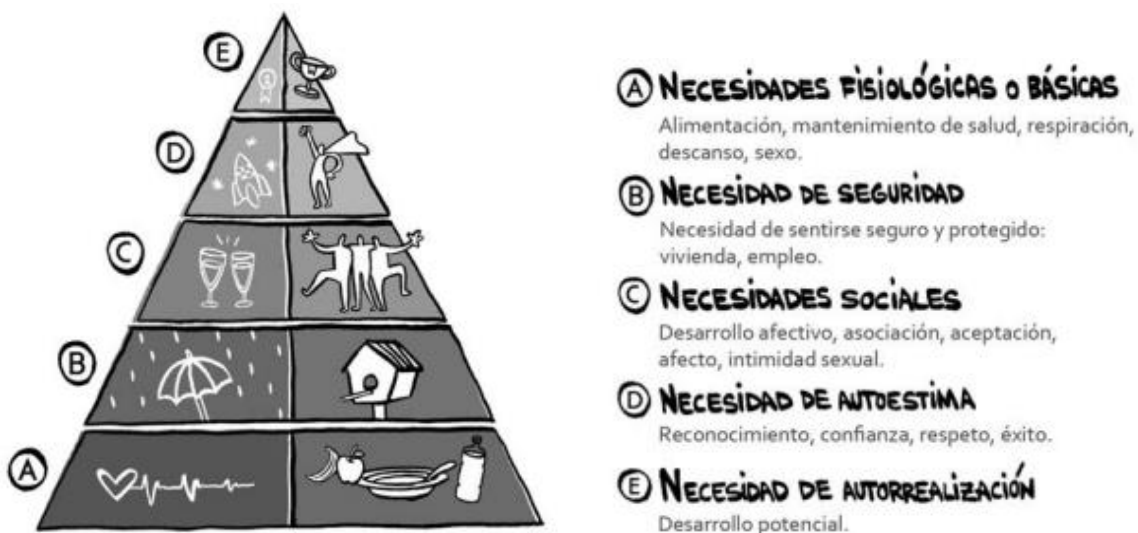 E
D
C
B
A
A NECESIDADES FISIOLÓGICAS O BÁSICAS
Alimentación, mantenimiento de salud, respiración,
descanso, sexo.
B NECESIDAD DE SEGURIDAD
Necesidad de sentirse seguro y protegido:
vivienda, empleo.
C NECESIDADES SOCIALES
Desarrollo afectivo, asociación, aceptación,
afecto, intimidad sexual.
D NECESIDAD DE AUTOESTIMA
Reconocimiento, confianza, respeto, éxito.
E NECESIDAD DE AUTORREALIZACIÓN
Desarrollo potencial.